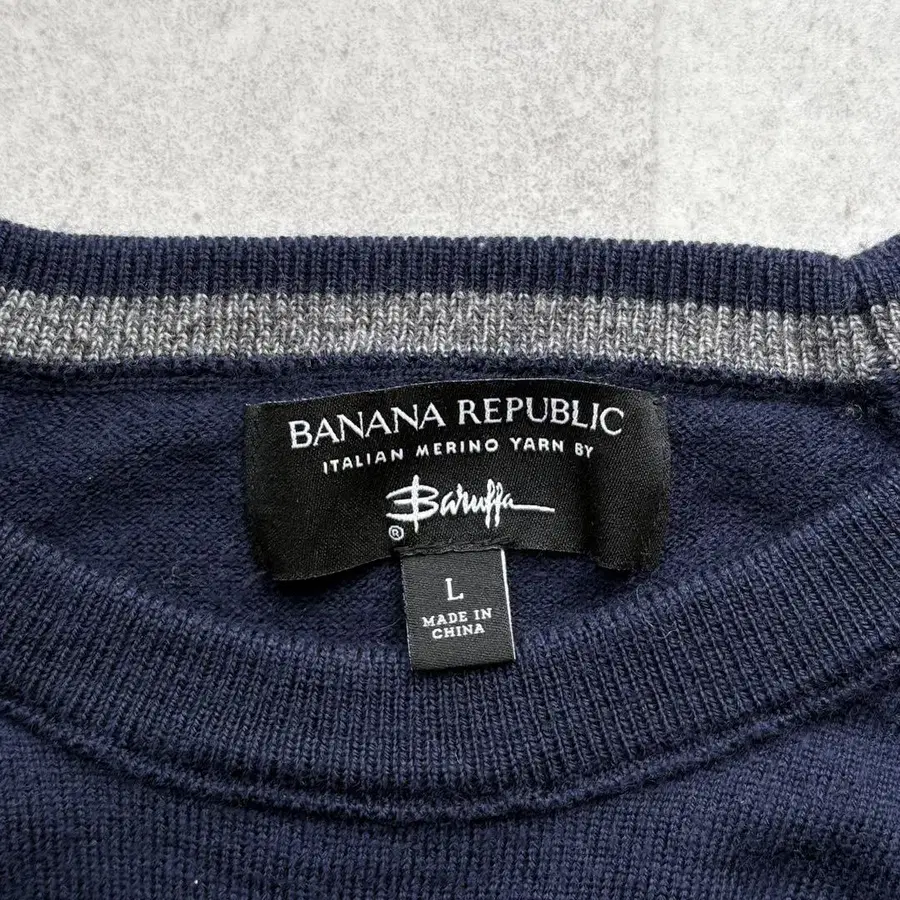 BANANA REPUBLIC
ITALIAN MERINO YARN BY
Baruffa
®
L
MADE IN
CHINA